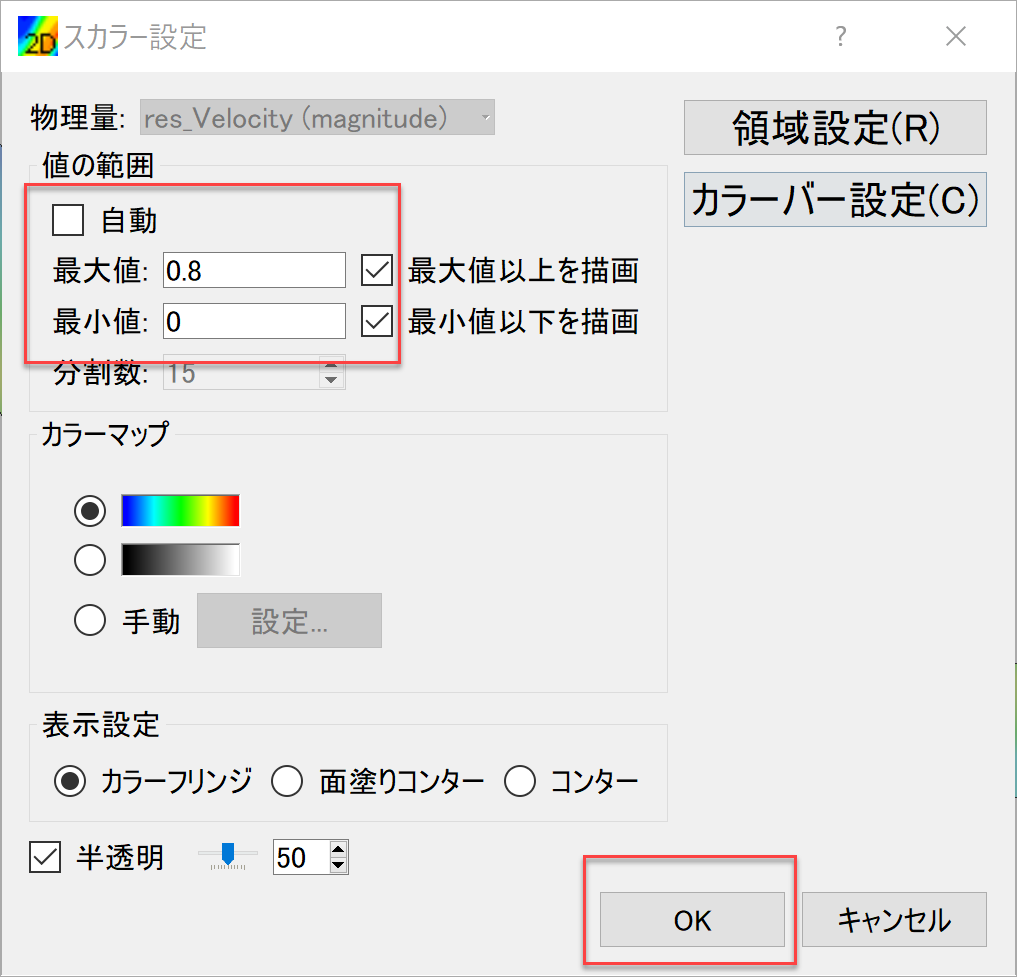 2D スカラー設定
物理量: res_Velocity (magnitude)
領域設定(R)
カラーバー設定(C)
値の範囲
自動
最大値: 0.8 最大値以上を描画
最小値: 0 最小値以下を描画
分割数: 15
カラーマップ
手動 設定...
表示設定
カラーフリンジ 面塗りコンター コンター
半透明 50
OK キャンセル